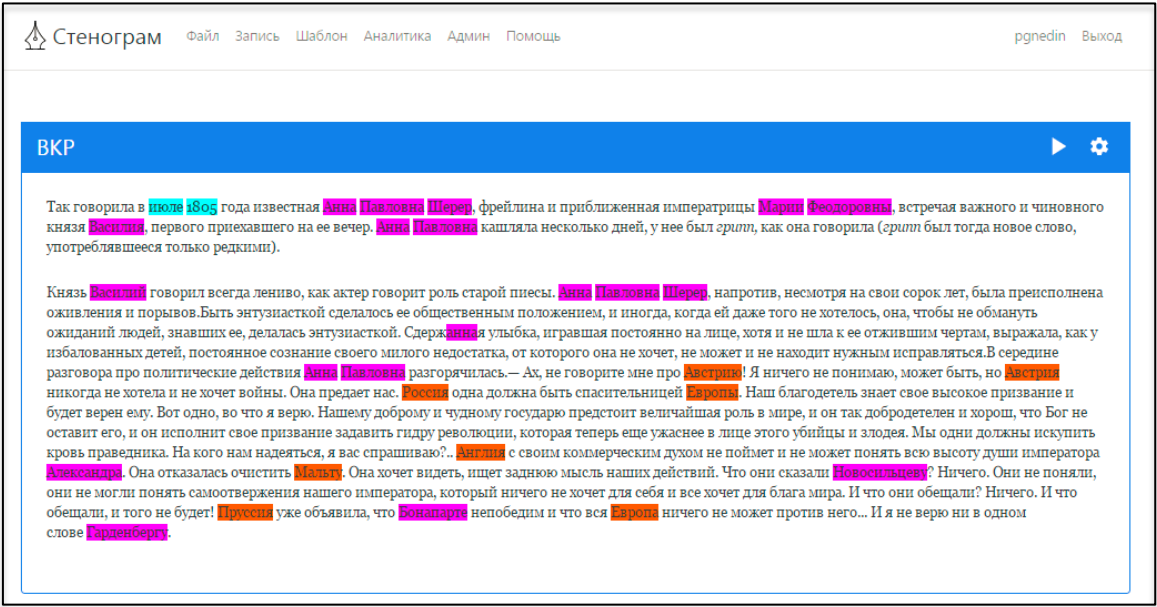 Стенограм Файл Запись Шаблон Аналитика Админ Помощь pgnedin Выход
ВКР
Так говорила в июле 1805 года известная Анна Павловна Шерер, фрейлина и приближенная императрицы Марии Феодоровны, встречая важного и чиновного
князя Василия, первого приехавшего на ее вечер. Анна Павловна кашляла несколько дней, у нее был грипп, как она говорила (грипп был тогда новое слово,
употреблявшееся только редкими).
Князь Василий говорил всегда лениво, как актер говорит роль старой пиесы. Анна Павловна Шерер, напротив, несмотря на свои сорок лет, была преисполнена
оживления и порывов.Быть энтузиасткой сделалось ее общественным положением, и иногда, когда ей даже того не хотелось, она, чтобы не обмануть
ожиданий людей, знавших ее, делалась энтузиасткой. Сдержанная улыбка, игравшая постоянно на лице, хотя и не шла к ее отжившим чертам, выражала, как у
избалованных детей, постоянное сознание своего милого недостатка, от которого она не хочет, не может и не находит нужным исправляться.В середине
разговора про политические действия Анна Павловна разгорячилась.— Ах, не говорите мне про Австрию! Я ничего не понимаю, может быть, но Австрия
никогда не хотела и не хочет войны. Она предает нас. Россия одна должна быть спасительницей Европы. Наш благодетель знает свое высокое призвание и
будет верен ему. Вот одно, во что я верю. Нашему доброму и чудному государю предстоит величайшая роль в мире, и он так добродетелен и хорош, что Бог не
оставит его, и он исполнит свое призвание задавить гидру революции, которая теперь еще ужаснее в лице этого убийцы и злодея. Мы одни должны искупить
кровь праведника. На кого нам надеяться, я вас спрашиваю?.. Англия с своим коммерческим духом не поймет и не может понять всю высоту души императора
Александра. Она отказалась очистить Мальту. Она хочет видеть, ищет заднюю мысль наших действий. Что они сказали Новосильцеву? Ничего. Они не поняли,
они не могли понять самоотвержения нашего императора, который ничего не хочет для себя и все хочет для блага мира. И что они обещали? Ничего. И что
обещали, и того не будет! Пруссия уже объявила, что Бонапарте непобедим и что вся Европа ничего не может против него... И я не верю ни в одном
слове Гарденбергу.